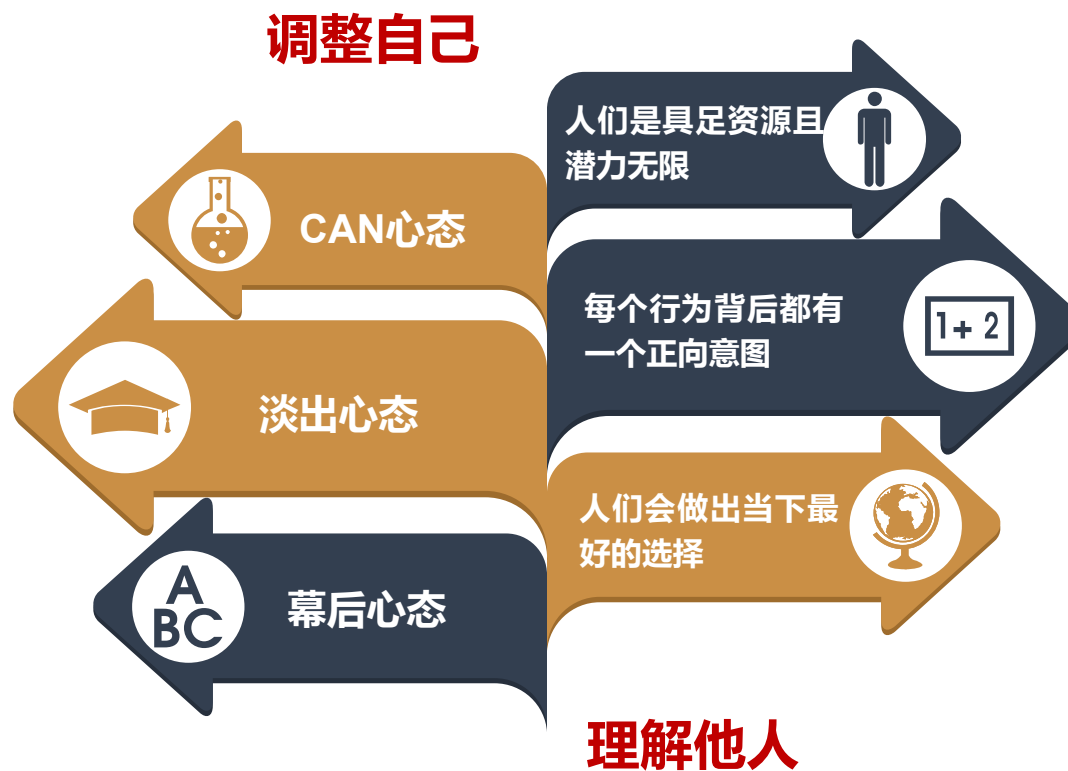 调整自己
CAN心态
淡出心态
A
BC
幕后心态
人们是具足资源且
潜力无限
每个行为背后都有
一个正向意图
1+ 2
人们会做出当下最
好的选择
理解他人